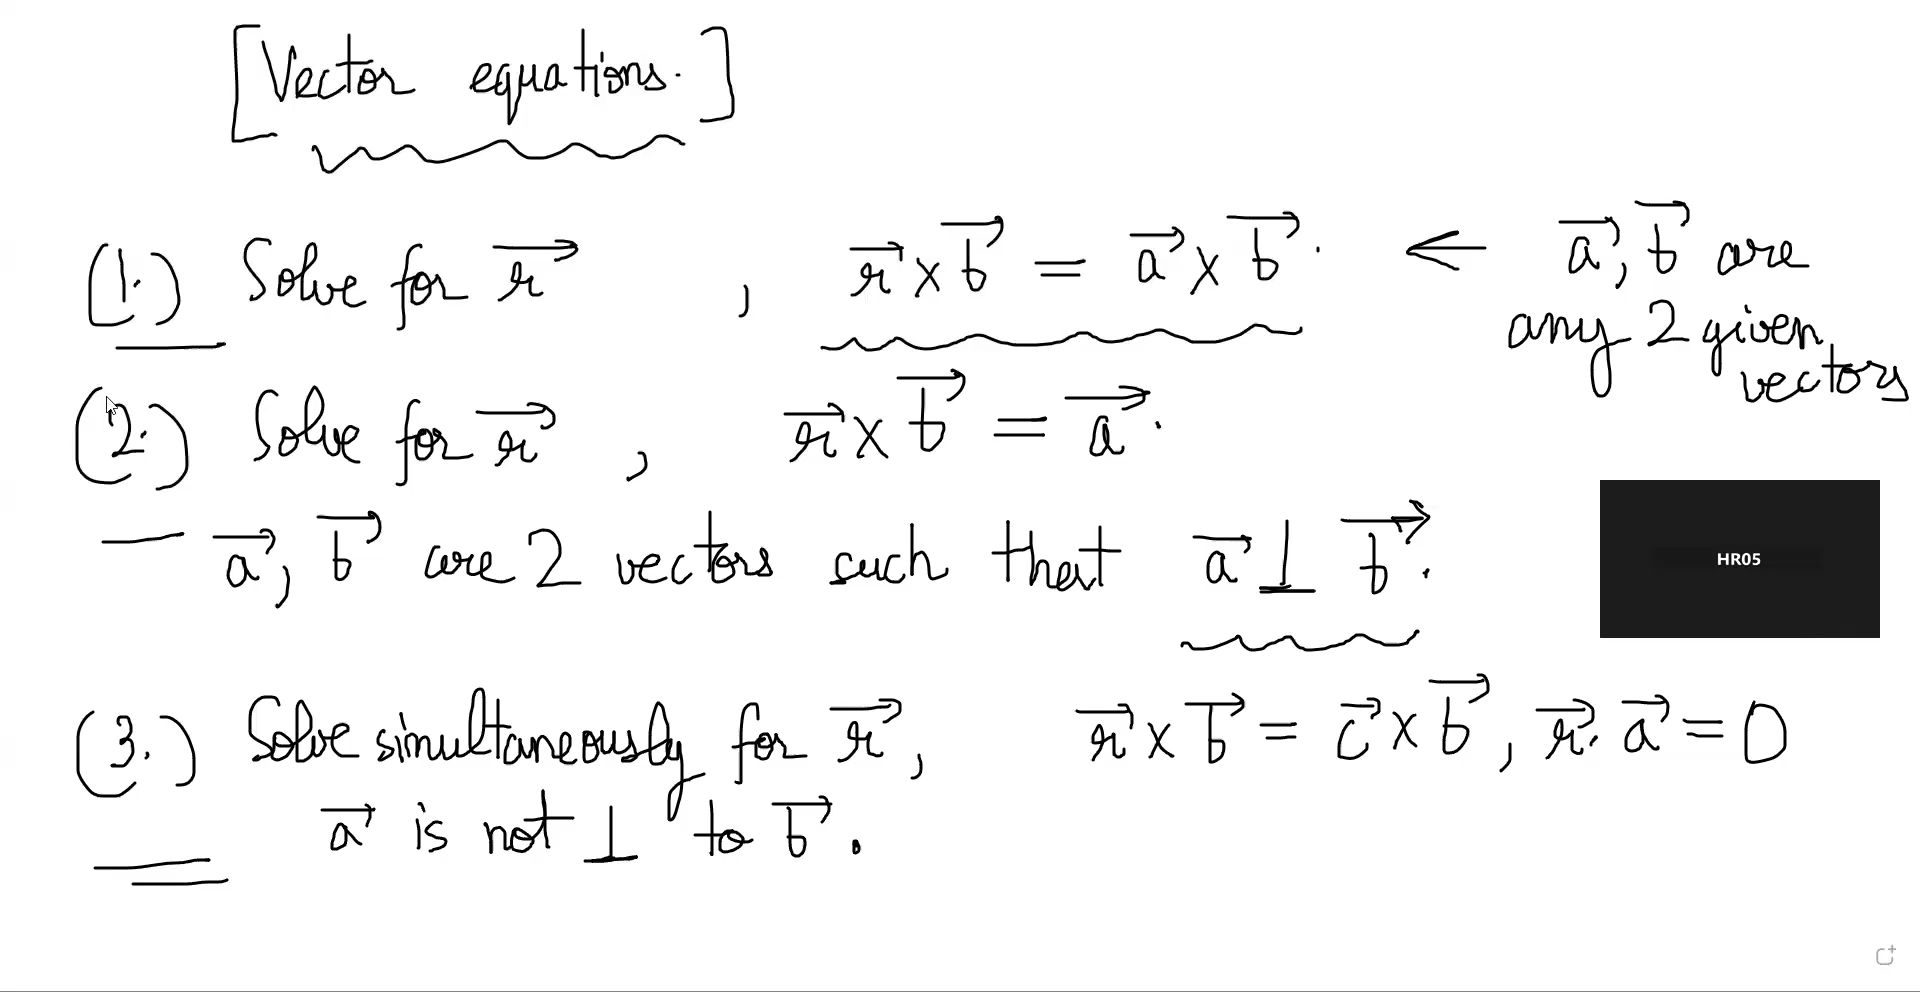 [Vector equations.]
(1.) Solve for r⃗ , r⃗ × b⃗ = a⃗ × b⃗. ← a⃗, b⃗ are
any 2 given
vectors
(2.) Solve for r⃗ , r⃗ × b⃗ = a⃗.
a⃗, b⃗ are 2 vectors such that a⃗ ⊥ b⃗.
HR05
(3.) Solve simultaneously for r⃗ , r⃗ × b⃗ = c⃗ × b⃗ , r⃗. a⃗ = 0
a⃗ is not ⊥ to b⃗.